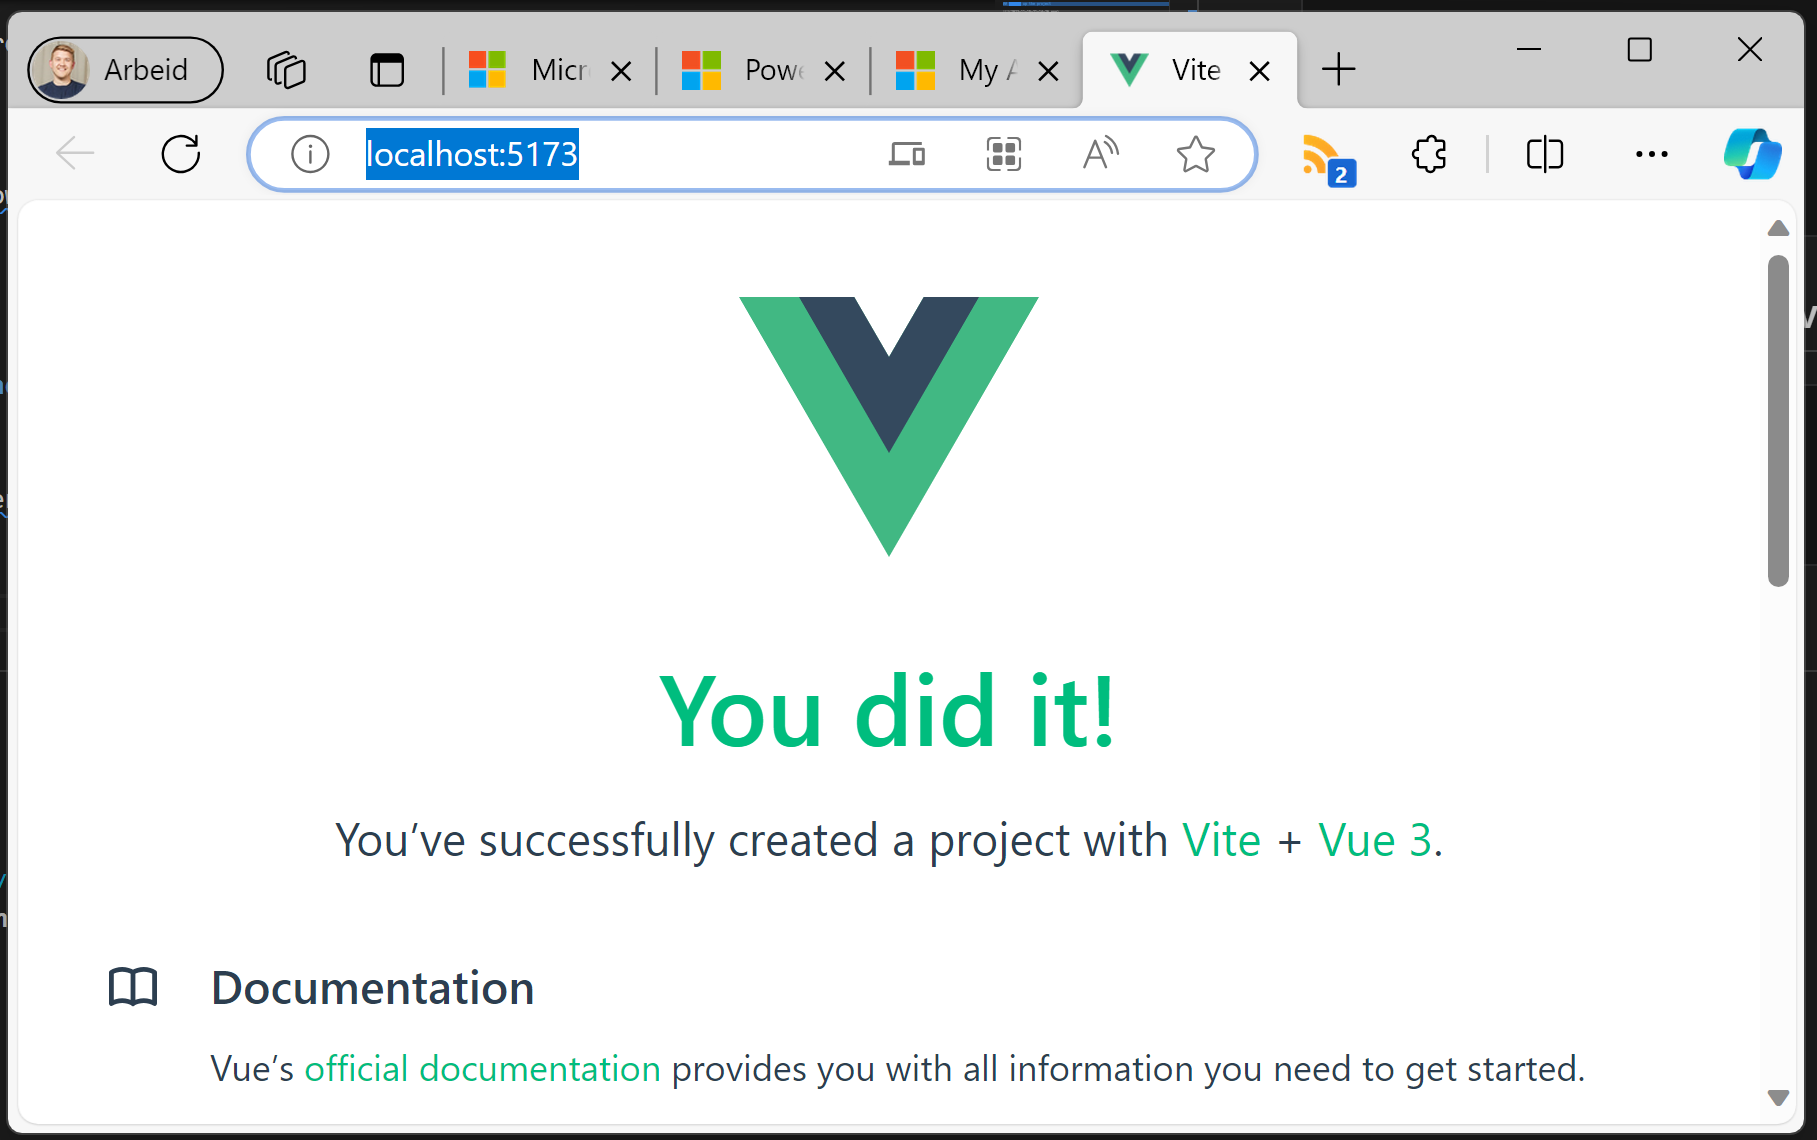 Arbeid
Micr
Pow
My A
Vite
localhost:5173
2
You did it!
You’ve successfully created a project with Vite + Vue 3.
Documentation
Vue’s official documentation provides you with all information you need to get started.